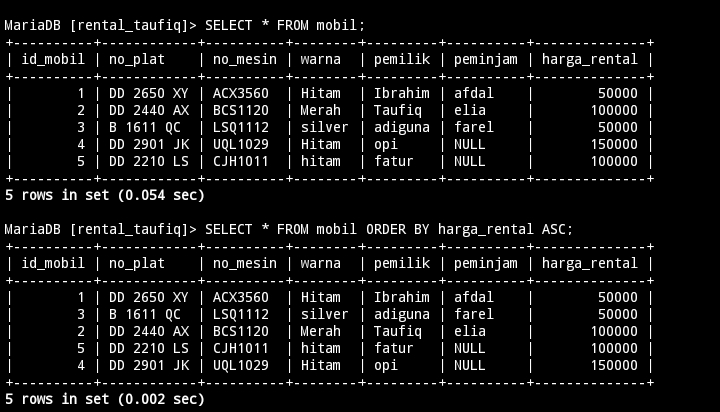 MariaDB [rental_taufiq]> SELECT * FROM mobil;
+----------+------------+----------+--------+---------+----------+--------------+
| id_mobil | no_plat    | no_mesin | warna  | pemilik | peminjam | harga_rental |
+----------+------------+----------+--------+---------+----------+--------------+
|        1 | DD 2650 XY | ACX3560  | Hitam  | Ibrahim | afdal    |        50000 |
|        2 | DD 2440 AX | BCS1120  | Merah  | Taufiq  | elia     |       100000 |
|        3 | B 1611 QC  | LSQ1112  | silver | adiguna | farel    |        50000 |
|        4 | DD 2901 JK | UQL1029  | Hitam  | opi     | NULL     |       150000 |
|        5 | DD 2210 LS | CJH1011  | hitam  | fatur   | NULL     |       100000 |
+----------+------------+----------+--------+---------+----------+--------------+
5 rows in set (0.054 sec)
MariaDB [rental_taufiq]> SELECT * FROM mobil ORDER BY harga_rental ASC;
+----------+------------+----------+--------+---------+----------+--------------+
| id_mobil | no_plat    | no_mesin | warna  | pemilik | peminjam | harga_rental |
+----------+------------+----------+--------+---------+----------+--------------+
|        1 | DD 2650 XY | ACX3560  | Hitam  | Ibrahim | afdal    |        50000 |
|        3 | B 1611 QC  | LSQ1112  | silver | adiguna | farel    |        50000 |
|        2 | DD 2440 AX | BCS1120  | Merah  | Taufiq  | elia     |       100000 |
|        5 | DD 2210 LS | CJH1011  | hitam  | fatur   | NULL     |       100000 |
|        4 | DD 2901 JK | UQL1029  | Hitam  | opi     | NULL     |       150000 |
+----------+------------+----------+--------+---------+----------+--------------+
5 rows in set (0.002 sec)